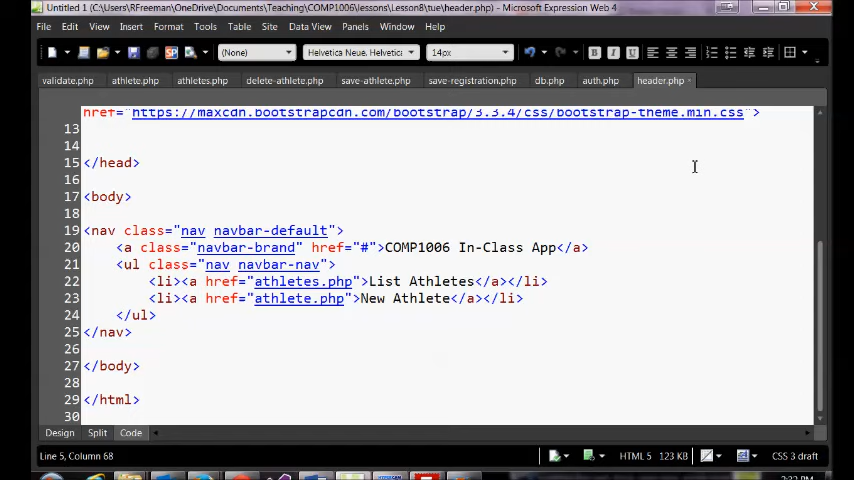 Untitled 1 (C:\Users\RFreeman\OneDrive\Documents\Teaching\COMP1006\lessons\Lesson8\tue\header.php) - Microsoft Expression Web 4
File Edit View Insert Format Tools Table Site Data View Panels Window Help
(None) Helvetica Neue, Helvetica 14px B I U
validate.php athlete.php athletes.php delete-athlete.php save-athlete.php save-registration.php db.php auth.php header.php
href="https://maxcdn.bootstrapcdn.com/bootstrap/3.3.4/css/bootstrap-theme.min.css">
13
14
15 </head>
16
17 <body>
18
19 <nav class="nav navbar-default">
20 <a class="navbar-brand" href="#">COMP1006 In-Class App</a>
21 <ul class="nav navbar-nav">
22 <li><a href="athletes.php">List Athletes</a></li>
23 <li><a href="athlete.php">New Athlete</a></li>
24 </ul>
25 </nav>
26
27 </body>
28
29 </html>
30
Design Split Code
Line 5, Column 68 HTML 5 123 KB CSS 3 draft